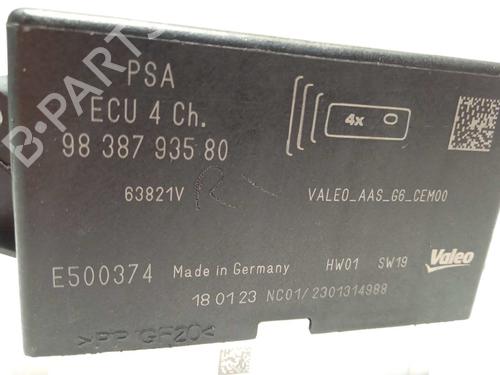 PSA
ECU 4 Ch.
98 387 935 80
4x
63821V
VALEO_AAS_G6_CEM00
E500374
Made in Germany
HW01 SW19
Valeo
18 01 23 NC01/2301314988
>PP GF20<
B-PARTS